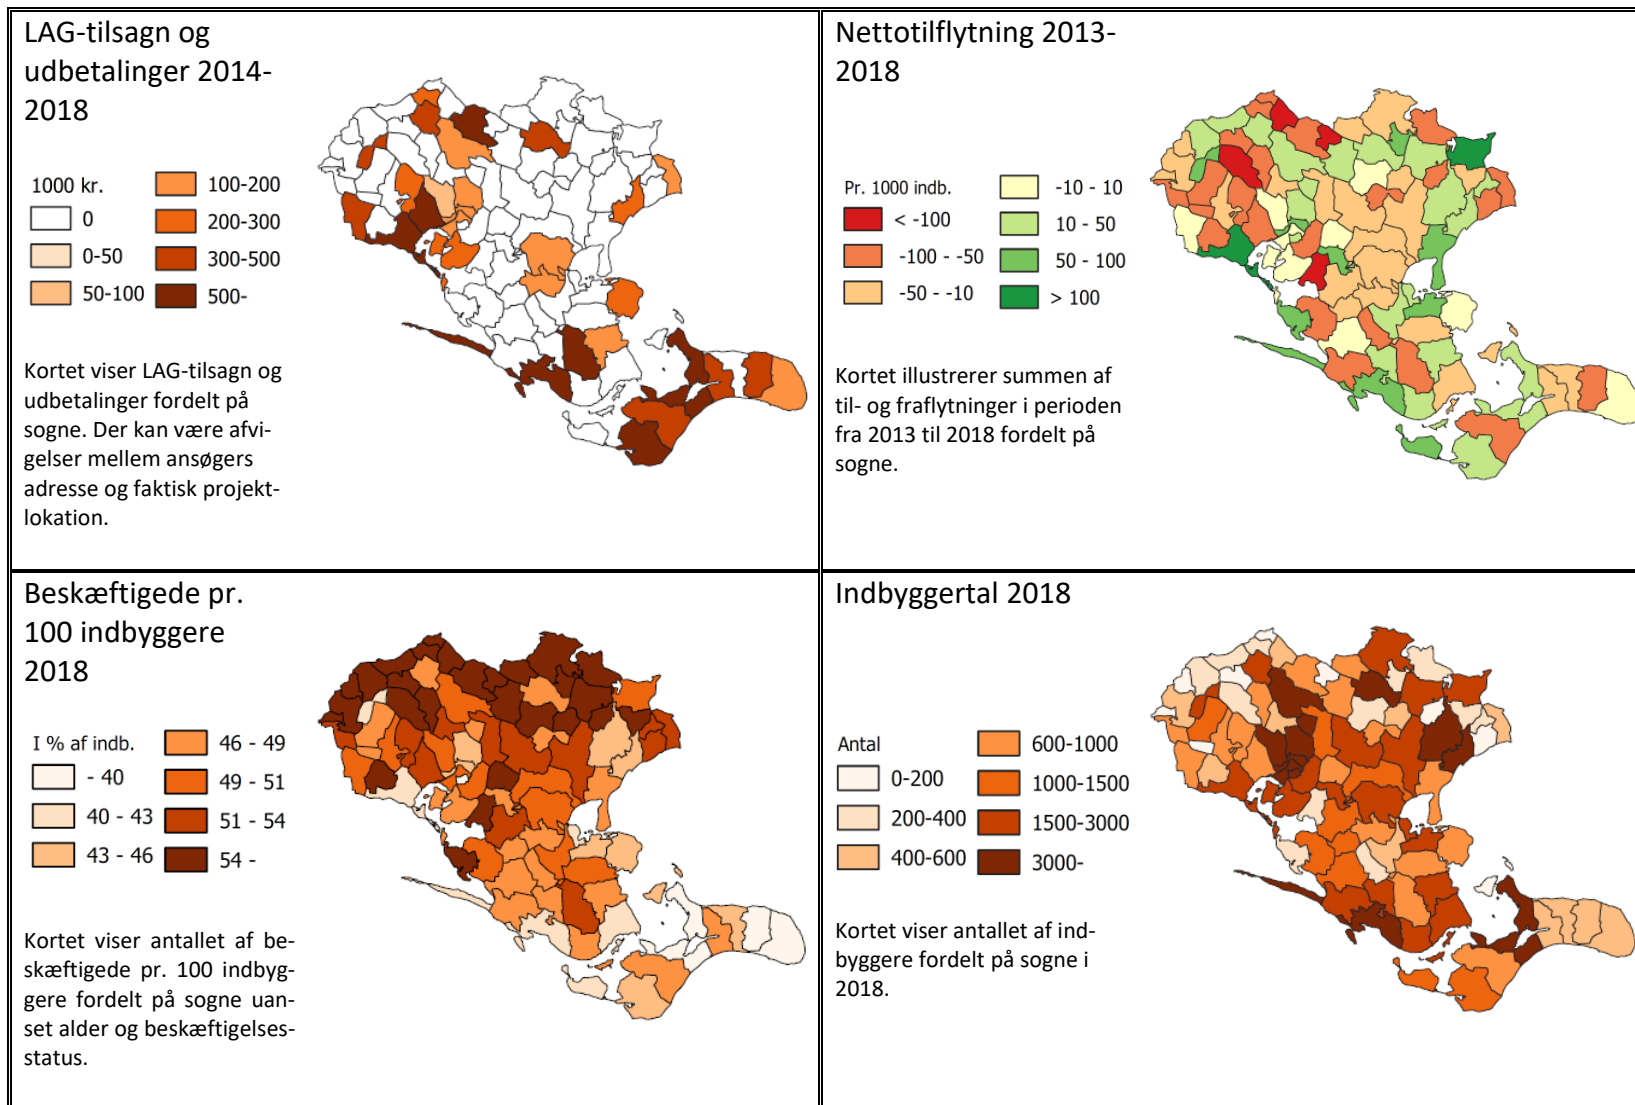 LAG-tilsagn og
udbetalinger 2014-
2018
1000 kr.
0
0-50
50-100
100-200
200-300
300-500
500-
Kortet viser LAG-tilsagn og
udbetalinger fordelt på
sogne. Der kan være afvi-
gelser mellem ansøgers
adresse og faktisk projekt-
lokation.
Nettotilflytning 2013-
2018
Pr. 1000 indb.
< -100
-100 - -50
-50 - -10
-10 - 10
10 - 50
50 - 100
> 100
Kortet illustrerer summen af
til- og fraflytninger i perioden
fra 2013 til 2018 fordelt på
sogne.
Beskæftigede pr.
100 indbyggere
2018
I % af indb.
- 40
40 - 43
43 - 46
46 - 49
49 - 51
51 - 54
54 -
Kortet viser antallet af be-
skæftigede pr. 100 indbyg-
gere fordelt på sogne uan-
set alder og beskæftigelses-
status.
Indbyggertal 2018
Antal
0-200
200-400
400-600
600-1000
1000-1500
1500-3000
3000-
Kortet viser antallet af ind-
byggere fordelt på sogne i
2018.